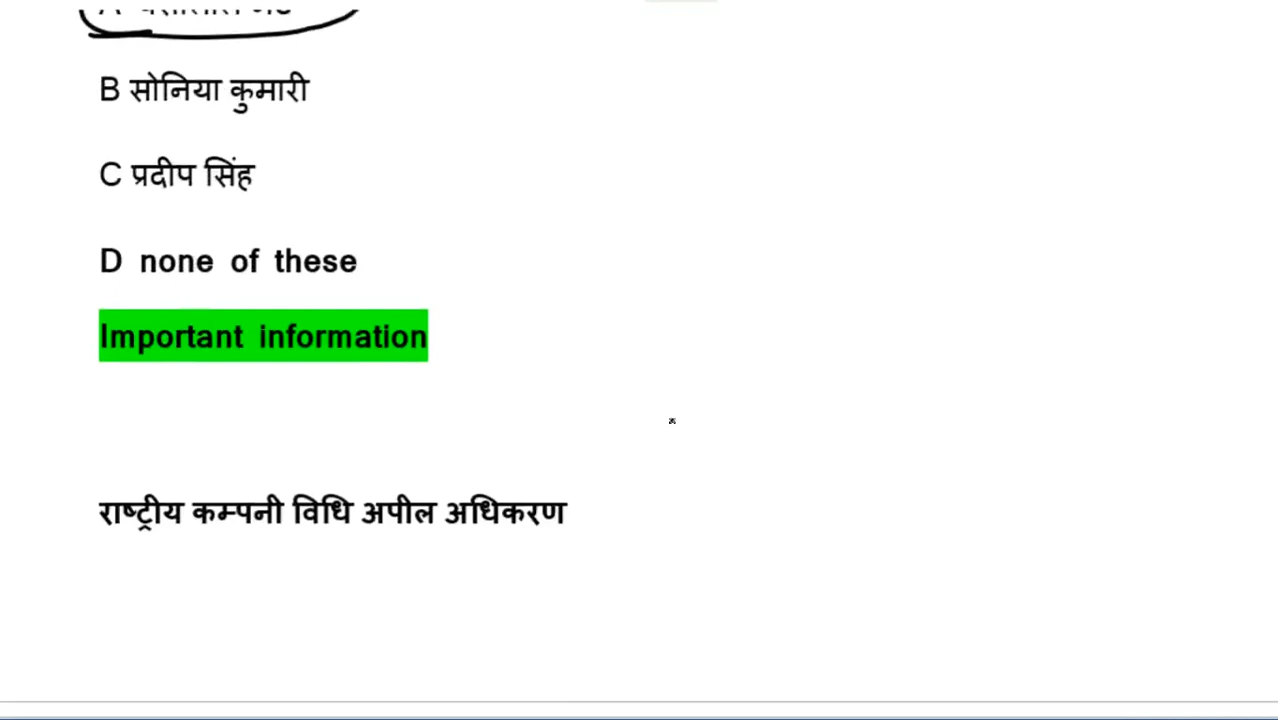 A
B सोनिया कुमारी
C प्रदीप सिंह
D none of these
Important information
राष्ट्रीय कम्पनी विधि अपील अधिकरण